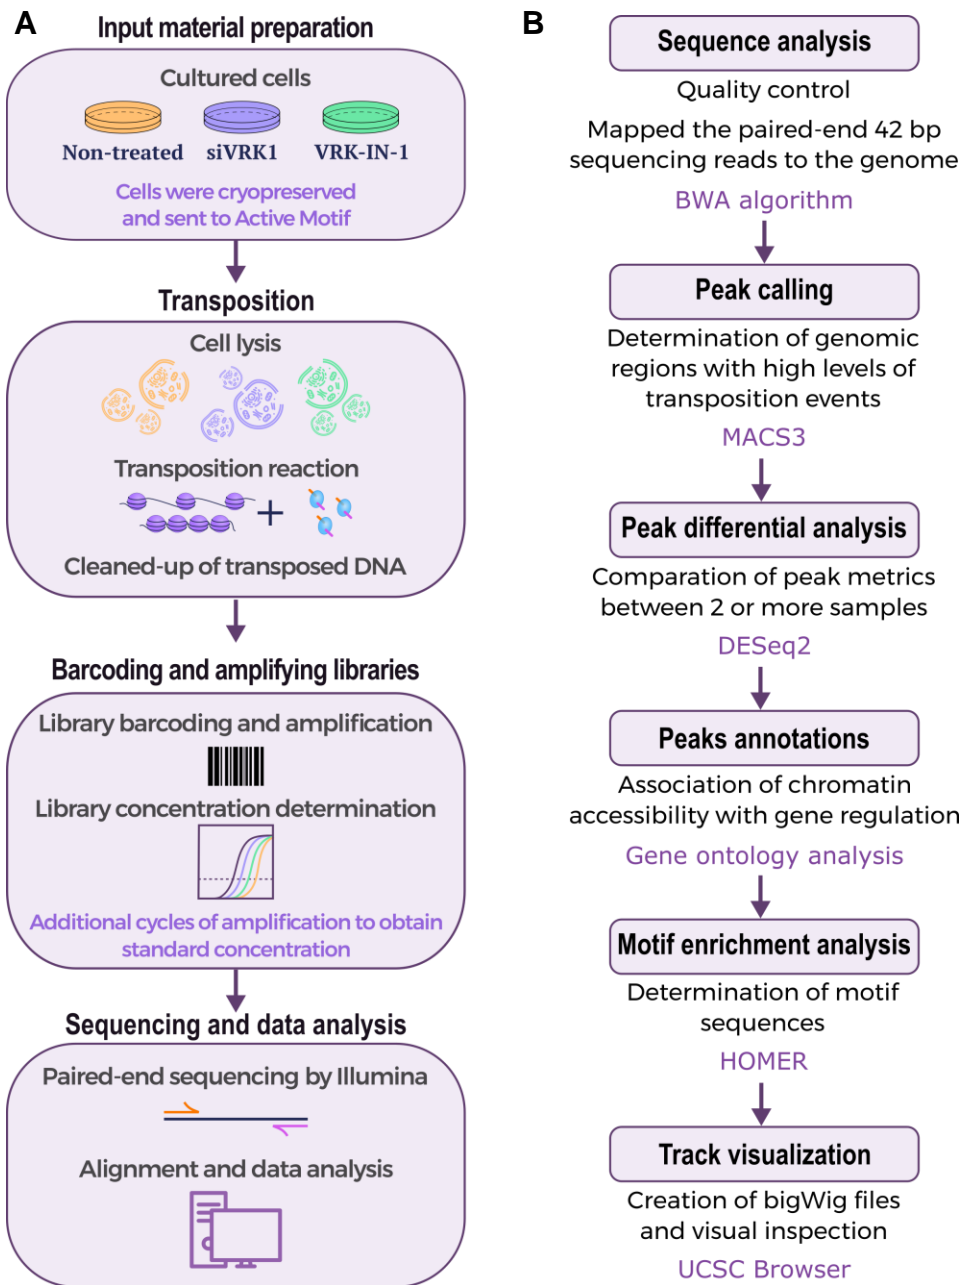 A
Input material preparation
Cultured cells
Non-treated
siVRK1
VRK-IN-1
Cells were cryopreserved
and sent to Active Motif
Transposition
Cell lysis
Transposition reaction
+
Cleaned-up of transposed DNA
Barcoding and amplifying libraries
Library barcoding and amplification
Library concentration determination
Additional cycles of amplification to obtain
standard concentration
Sequencing and data analysis
Paired-end sequencing by Illumina
Alignment and data analysis
B
Sequence analysis
Quality control
Mapped the paired-end 42 bp
sequencing reads to the genome
BWA algorithm
Peak calling
Determination of genomic
regions with high levels of
transposition events
MACS3
Peak differential analysis
Comparation of peak metrics
between 2 or more samples
DESeq2
Peaks annotations
Association of chromatin
accessibility with gene regulation
Gene ontology analysis
Motif enrichment analysis
Determination of motif
sequences
HOMER
Track visualization
Creation of bigWig files
and visual inspection
UCSC Browser